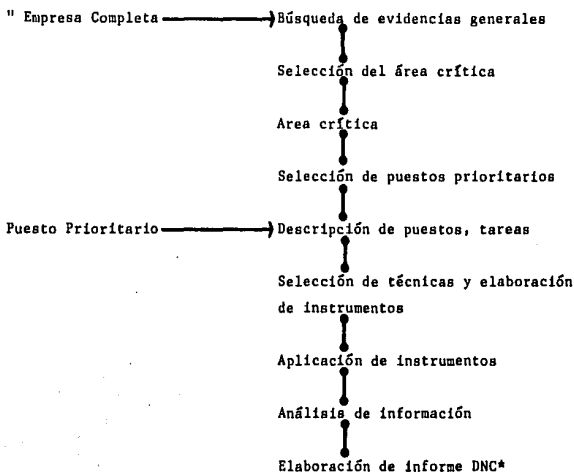 " Empresa Completa Búsqueda de evidencias generales
Selección del área crítica
Area crítica
Selección de puestos prioritarios
Puesto Prioritario Descripción de puestos, tareas
Selección de técnicas y elaboración
de instrumentos
Aplicación de instrumentos
Análisis de información
Elaboración de informe DNC*